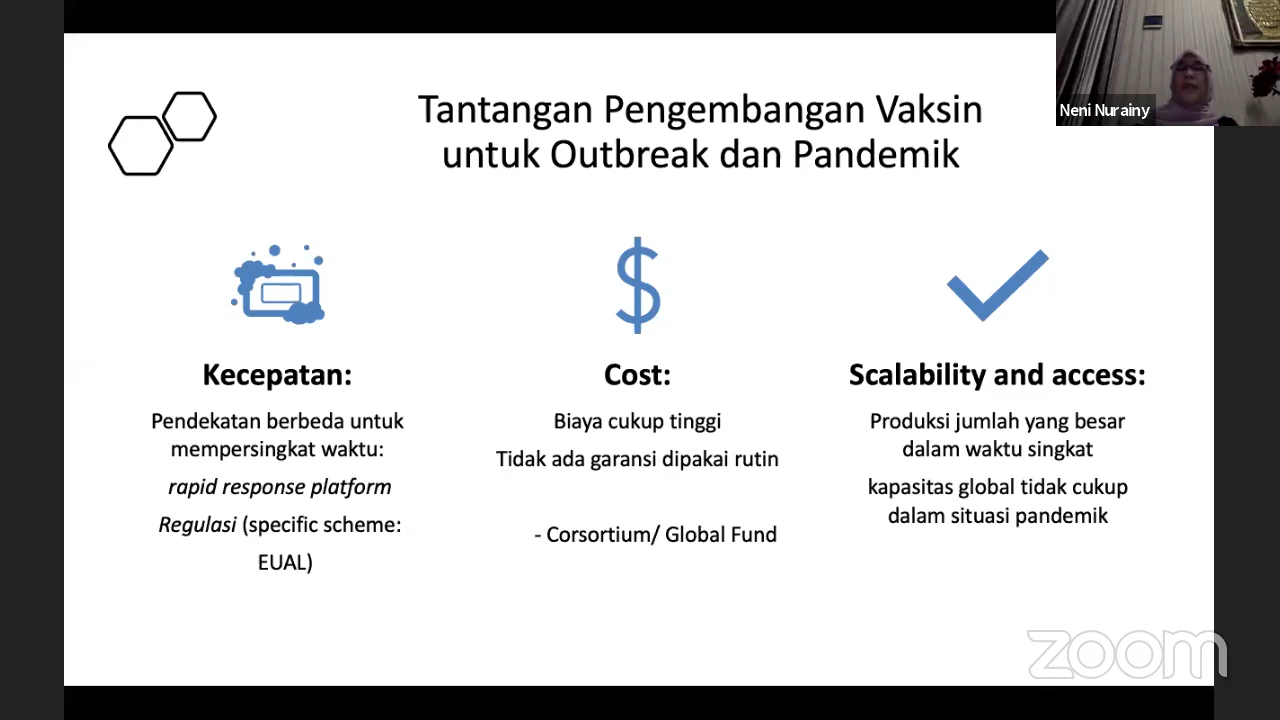 Tantangan Pengembangan Vaksin
untuk Outbreak dan Pandemik
Neni Nurainy
Kecepatan:
Pendekatan berbeda untuk
mempersingkat waktu:
rapid response platform
Regulasi (specific scheme:
EUAL)
Cost:
Biaya cukup tinggi
Tidak ada garansi dipakai rutin
- Corsortium/ Global Fund
Scalability and access:
Produksi jumlah yang besar
dalam waktu singkat
kapasitas global tidak cukup
dalam situasi pandemik
zoom